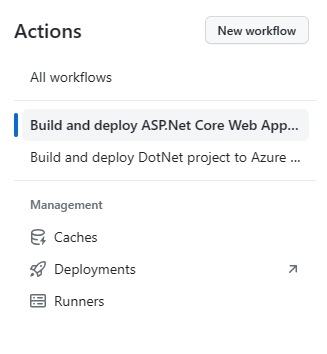 Actions
New workflow
All workflows
Build and deploy ASP.Net Core Web App...
Build and deploy DotNet project to Azure ...
Management
Caches
Deployments
Runners